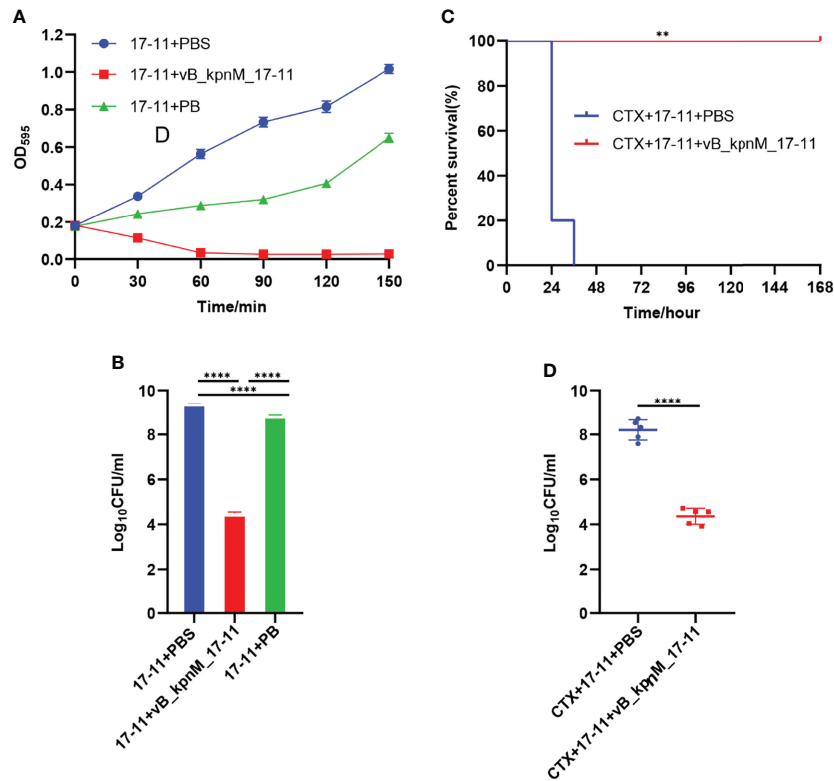 A
17-11+PBS
17-11+vB_kpnM_17-11
17-11+PB
D
OD595
1.2
1.0
0.8
0.6
0.4
0.2
0.0
0 30 60 90 120 150
Time/min
C
**
CTX+17-11+PBS
CTX+17-11+vB_kpnM_17-11
Percent survival(%)
100
80
60
40
20
0
0 24 48 72 96 120 144 168
Time/hour
B
**** ****
****
Log10CFU/ml
10
8
6
4
2
0
17-11+PBS
17-11+vB_kpnM_17-11
17-11+PB
D
****
Log10CFU/ml
10
8
6
4
2
0
CTX+17-11+PBS
CTX+17-11+vB_kpnM_17-11